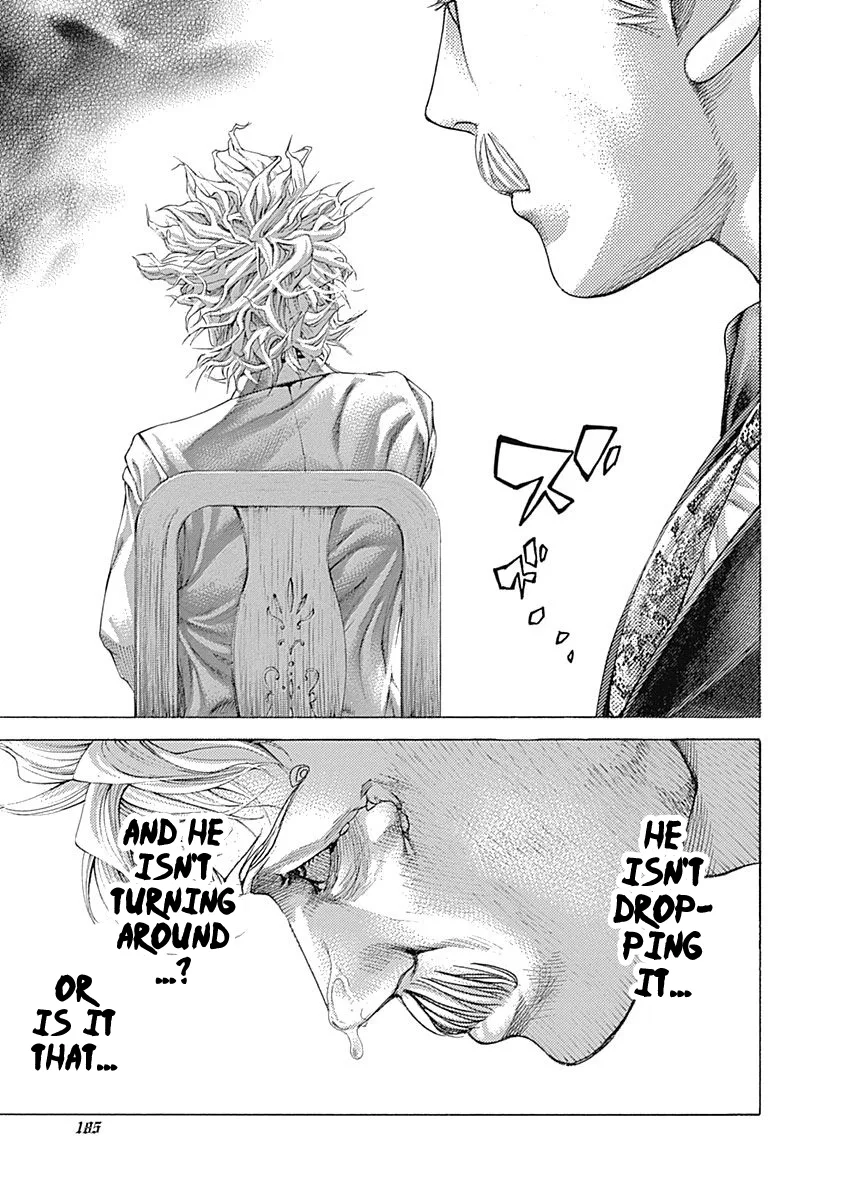 HE
ISN'T
DROP-
PING
IT...
AND HE
ISN'T
TURNING
AROUND
...?
OR
IS IT
THAT...
185